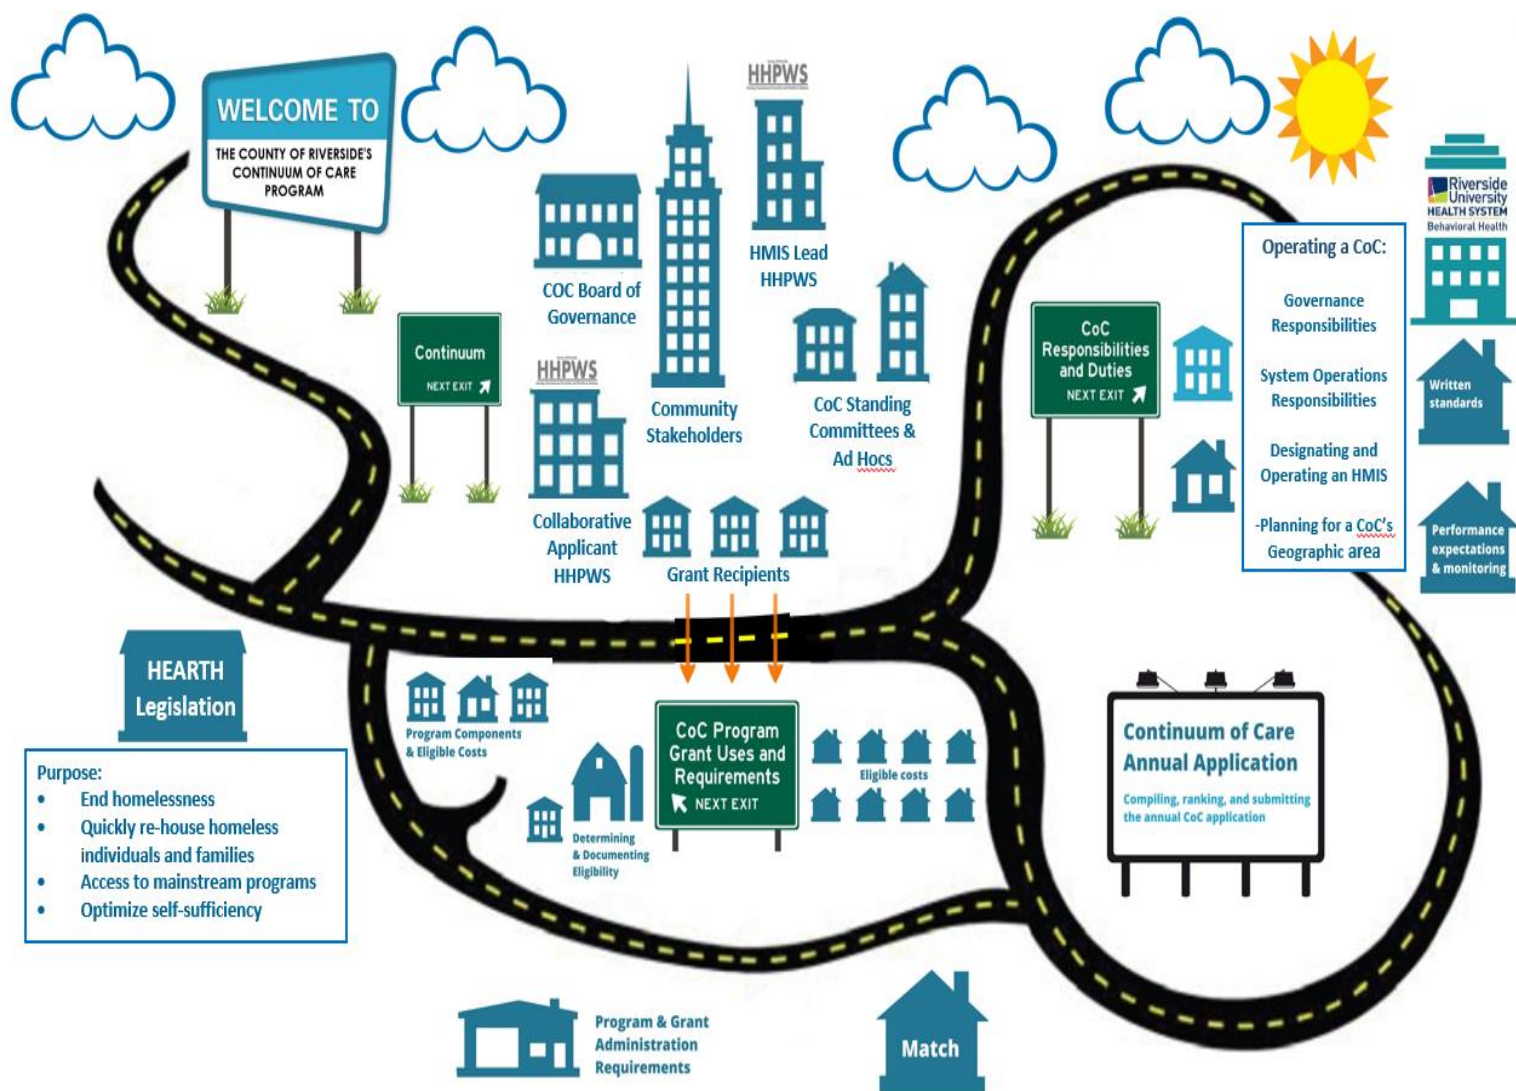 WELCOME TO
THE COUNTY OF RIVERSIDE'S
CONTINUUM OF CARE
PROGRAM
HHPWS
HMIS Lead
HHPWS
COC Board of
Governance
Continuum
NEXT EXIT
HHPWS
Collaborative
Applicant
HHPWS
Community
Stakeholders
CoC Standing
Committees &
Ad Hocs
Grant Recipients
CoC
Responsibilities
and Duties
NEXT EXIT
Riverside
University
HEALTH SYSTEM
Behavioral Health
Operating a CoC:
Governance
Responsibilities
System Operations
Responsibilities
Designating and
Operating an HMIS
-Planning for a CoC's
Geographic area
Written
standards
Performance
expectations
& monitoring
HEARTH
Legislation
Purpose:
• End homelessness
• Quickly re-house homeless
individuals and families
• Access to mainstream programs
• Optimize self-sufficiency
Program Components
& Eligible Costs
Determining
& Documenting
Eligibility
CoC Program
Grant Uses and
Requirements
NEXT EXIT
Eligible costs
Continuum of Care
Annual Application
Compiling, ranking, and submitting
the annual CoC application
Program & Grant
Administration
Requirements
Match